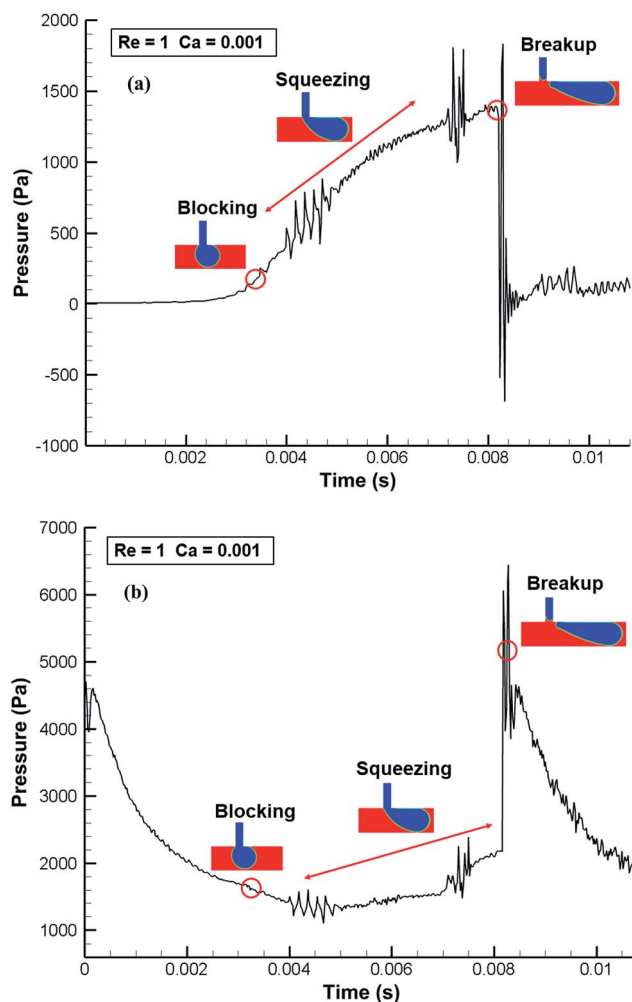 2000
Re = 1 Ca = 0.001
Breakup
(a)
Squeezing
1500
1000
Blocking
Pressure (Pa)
500
0
-500
-1000
0.002
0.004
0.006
0.008
0.01
Time (s)
7000
Re = 1 Ca = 0.001
(b)
Breakup
6000
5000
Pressure (Pa)
4000
Squeezing
3000
Blocking
2000
1000
0
0.002
0.004
0.006
0.008
0.01
Time (s)